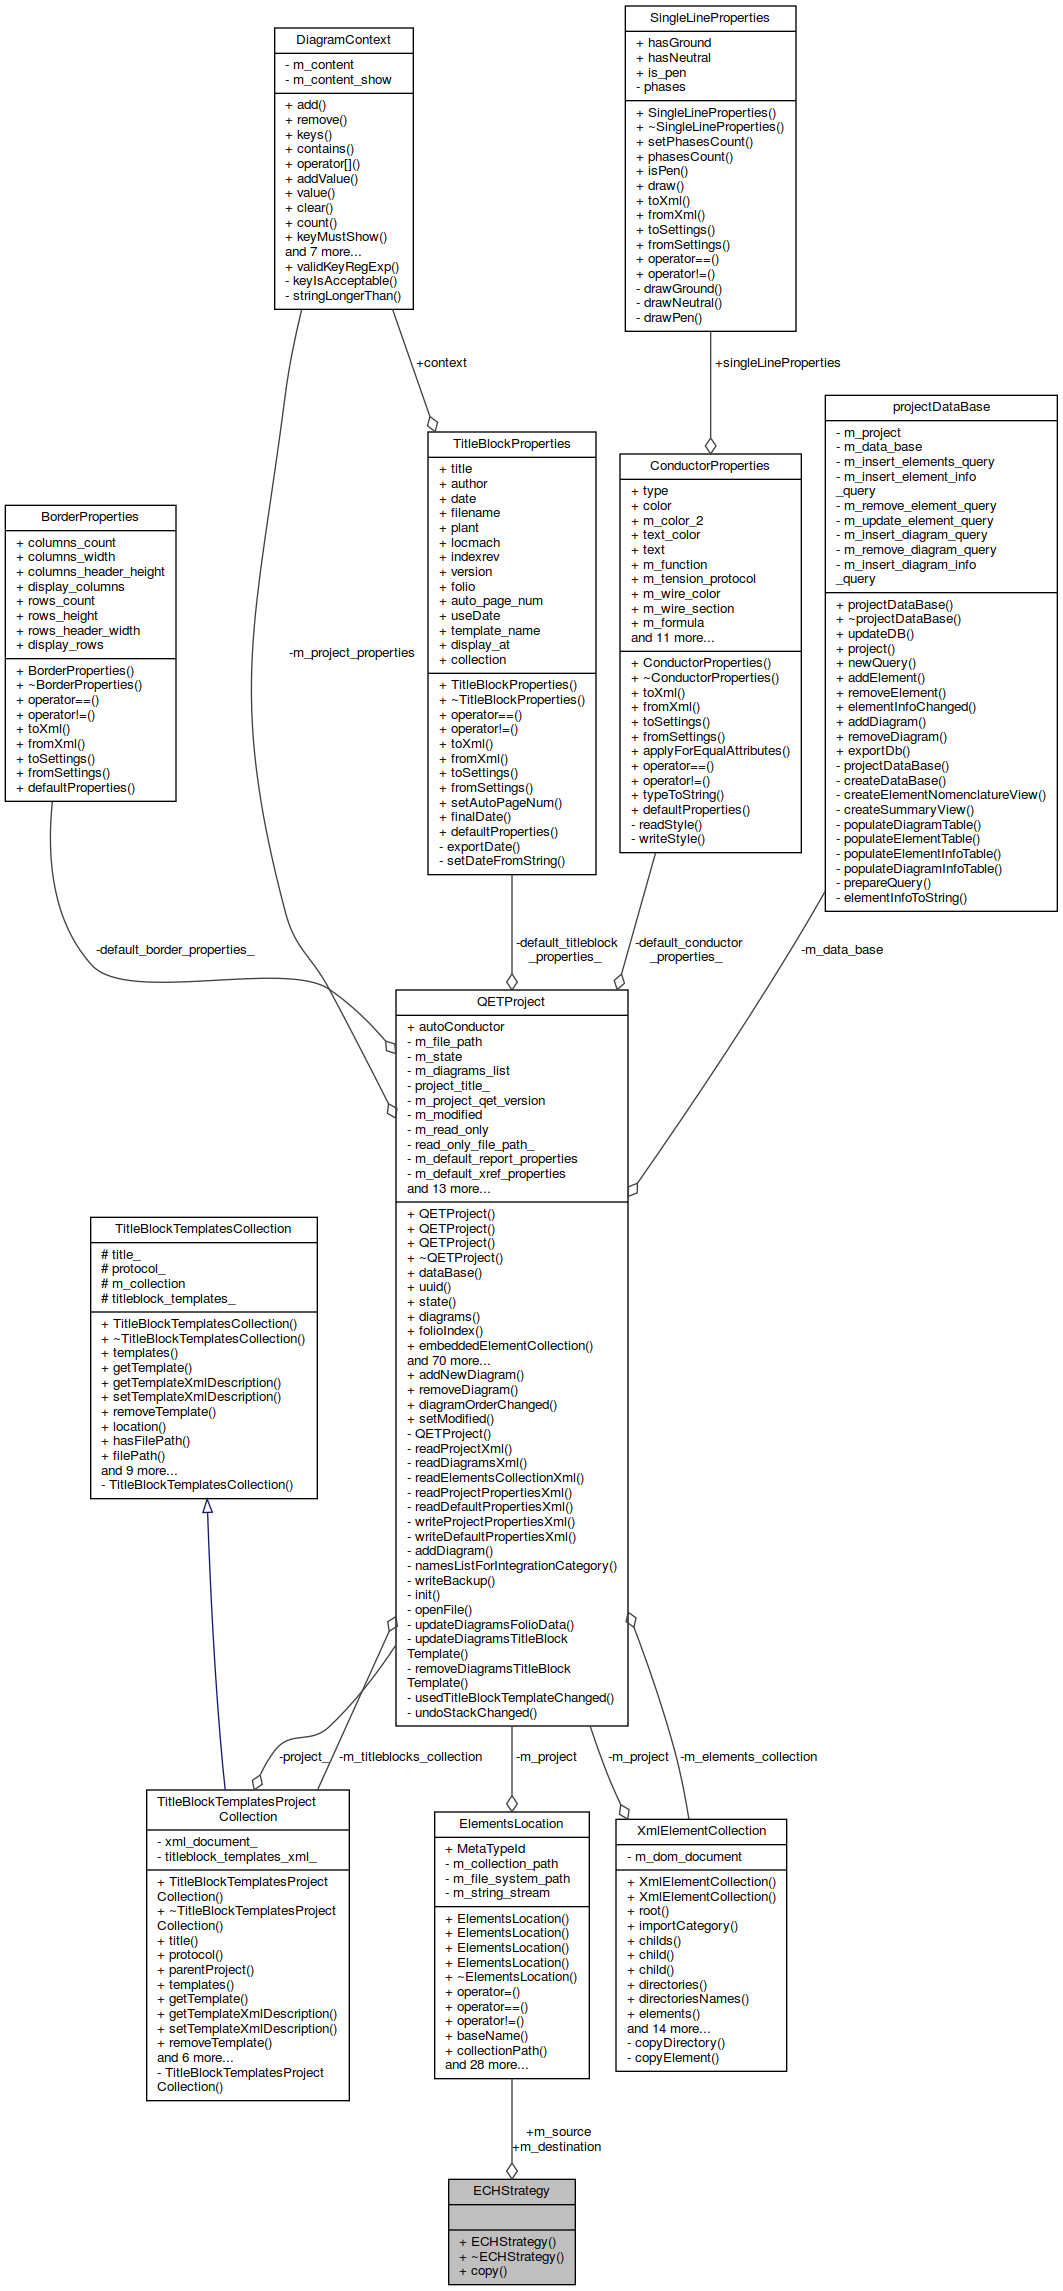 SingleLineProperties
+ hasGround
+ hasNeutral
+ is_pen
- phases
+ SingleLineProperties()
+ ~SingleLineProperties()
+ setPhasesCount()
+ phasesCount()
+ isPen()
+ draw()
+ toXml()
+ fromXml()
+ toSettings()
+ fromSettings()
+ operator==()
+ operator!=()
- drawGround()
- drawNeutral()
- drawPen()
DiagramContext
- m_content
- m_content_show
+ add()
+ remove()
+ keys()
+ contains()
+ operator[]()
+ addValue()
+ value()
+ clear()
+ count()
+ keyMustShow()
and 7 more...
+ validKeyRegExp()
- keyIsAcceptable()
- stringLongerThan()
+context
+singleLineProperties
projectDataBase
- m_project
- m_data_base
- m_insert_elements_query
- m_insert_element_info
_query
- m_remove_element_query
- m_update_element_query
- m_insert_diagram_query
- m_remove_diagram_query
- m_insert_diagram_info
_query
+ projectDataBase()
+ ~projectDataBase()
+ updateDB()
+ project()
+ newQuery()
+ addElement()
+ removeElement()
+ elementInfoChanged()
+ addDiagram()
+ removeDiagram()
+ exportDb()
- projectDataBase()
- createDataBase()
- createElementNomenclatureView()
- createSummaryView()
- populateDiagramTable()
- populateElementTable()
- populateElementInfoTable()
- populateDiagramInfoTable()
- prepareQuery()
- elementInfoToString()
TitleBlockProperties
+ title
+ author
+ date
+ filename
+ plant
+ locmach
+ indexrev
+ version
+ folio
+ auto_page_num
+ useDate
+ template_name
+ display_at
+ collection
+ TitleBlockProperties()
+ ~TitleBlockProperties()
+ operator==()
+ operator!=()
+ toXml()
+ fromXml()
+ toSettings()
+ fromSettings()
+ setAutoPageNum()
+ finalDate()
+ defaultProperties()
- exportDate()
- setDateFromString()
ConductorProperties
+ type
+ color
+ m_color_2
+ text_color
+ text
+ m_function
+ m_tension_protocol
+ m_wire_color
+ m_wire_section
+ m_formula
and 11 more...
+ ConductorProperties()
+ ~ConductorProperties()
+ toXml()
+ fromXml()
+ toSettings()
+ fromSettings()
+ applyForEqualAttributes()
+ operator==()
+ operator!=()
+ typeToString()
+ defaultProperties()
- readStyle()
- writeStyle()
BorderProperties
+ columns_count
+ columns_width
+ columns_header_height
+ display_columns
+ rows_count
+ rows_height
+ rows_header_width
+ display_rows
+ BorderProperties()
+ ~BorderProperties()
+ operator==()
+ operator!=()
+ toXml()
+ fromXml()
+ toSettings()
+ fromSettings()
+ defaultProperties()
-m_project_properties
-default_border_properties_
-default_titleblock
_properties_
-default_conductor
_properties_
-m_data_base
QETProject
+ autoConductor
- m_file_path
- m_state
- m_diagrams_list
- project_title_
- m_project_qet_version
- m_modified
- m_read_only
- read_only_file_path_
- m_default_report_properties
- m_default_xref_properties
and 13 more...
+ QETProject()
+ QETProject()
+ QETProject()
+ ~QETProject()
+ dataBase()
+ uuid()
+ state()
+ diagrams()
+ folioIndex()
+ embeddedElementCollection()
and 70 more...
+ addNewDiagram()
+ removeDiagram()
+ diagramOrderChanged()
+ setModified()
- QETProject()
- readProjectXml()
- readDiagramsXml()
- readElementsCollectionXml()
- readProjectPropertiesXml()
- readDefaultPropertiesXml()
- writeProjectPropertiesXml()
- writeDefaultPropertiesXml()
- addDiagram()
- namesListForIntegrationCategory()
- writeBackup()
- init()
- openFile()
- updateDiagramsFolioData()
- updateDiagramsTitleBlock
Template()
- removeDiagramsTitleBlock
Template()
- usedTitleBlockTemplateChanged()
- undoStackChanged()
TitleBlockTemplatesCollection
# title_
# protocol_
# m_collection
# titleblock_templates_
+ TitleBlockTemplatesCollection()
+ ~TitleBlockTemplatesCollection()
+ templates()
+ getTemplate()
+ getTemplateXmlDescription()
+ setTemplateXmlDescription()
+ removeTemplate()
+ location()
+ hasFilePath()
+ filePath()
and 9 more...
- TitleBlockTemplatesCollection()
-project_
-m_titleblocks_collection
-m_project
-m_project
-m_elements_collection
TitleBlockTemplatesProject
Collection
- xml_document_
- titleblock_templates_xml_
+ TitleBlockTemplatesProject
Collection()
+ ~TitleBlockTemplatesProject
Collection()
+ title()
+ protocol()
+ parentProject()
+ templates()
+ getTemplate()
+ getTemplateXmlDescription()
+ setTemplateXmlDescription()
+ removeTemplate()
and 6 more...
- TitleBlockTemplatesProject
Collection()
ElementsLocation
+ MetaTypeId
- m_collection_path
- m_file_system_path
- m_string_stream
+ ElementsLocation()
+ ElementsLocation()
+ ElementsLocation()
+ ElementsLocation()
+ ~ElementsLocation()
+ operator=()
+ operator==()
+ operator!=()
+ baseName()
+ collectionPath()
and 28 more...
XmlElementCollection
- m_dom_document
+ XmlElementCollection()
+ XmlElementCollection()
+ root()
+ importCategory()
+ childs()
+ child()
+ child()
+ directories()
+ directoriesNames()
+ elements()
and 14 more...
- copyDirectory()
- copyElement()
+m_source
+m_destination
ECHStrategy
+ ECHStrategy()
+ ~ECHStrategy()
+ copy()